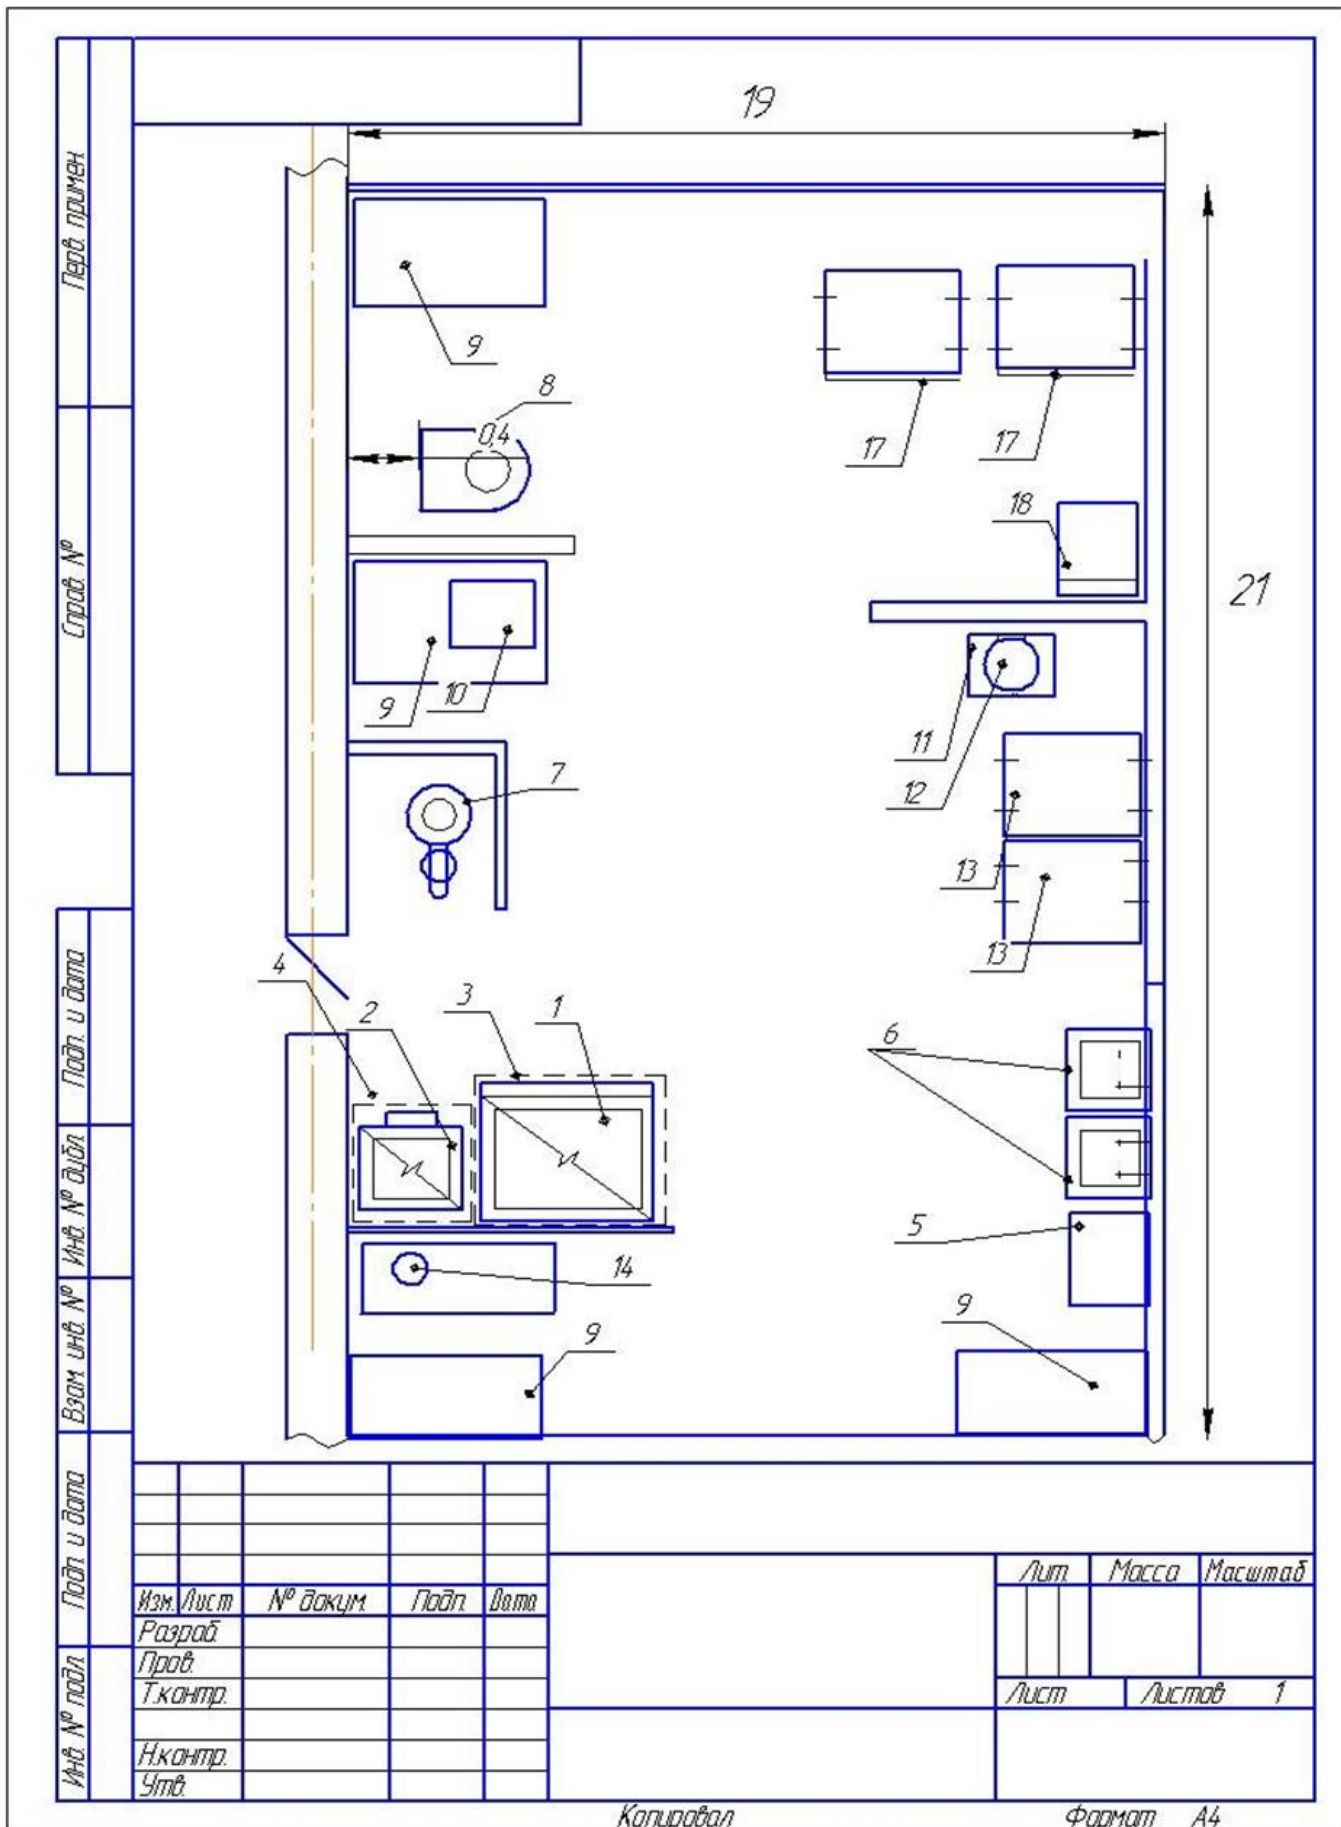 19
Перв. примен.
9
8
0,4
17
17
18
21
Справ. №
9
10
11
12
7
13
13
4
2
3
1
6
Подп. и дата
5
14
Инв. № дубл.
9
9
Взам. инв. №
Подп. и дата
Лит. Масса Масштаб
Изм. Лист № докум. Подп. Дата
Разраб.
Пров.
Т.контр.
Лист Листов 1
Инв. № подл.
Н.контр.
Утв.
Копировал Формат А4